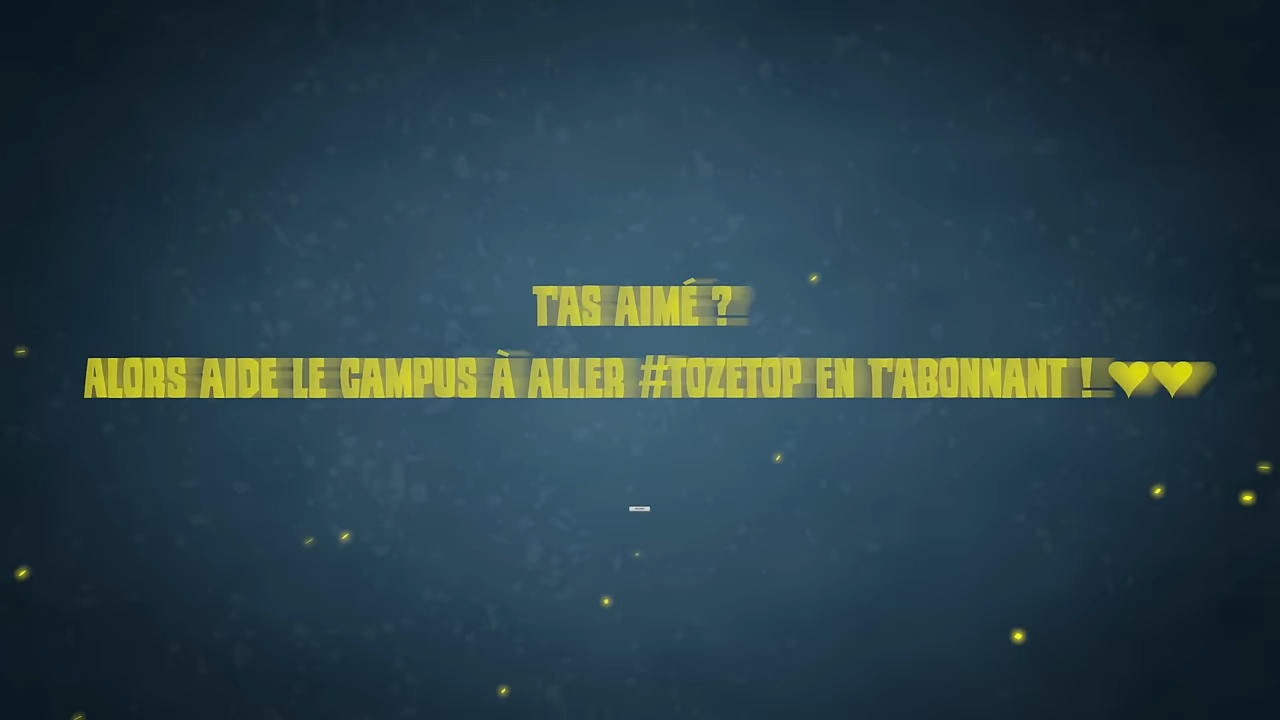 T'AS AIMÉ ?
ALORS AIDE LE CAMPUS À ALLER #TOZETOP EN T'ABONNANT ! ♥♥